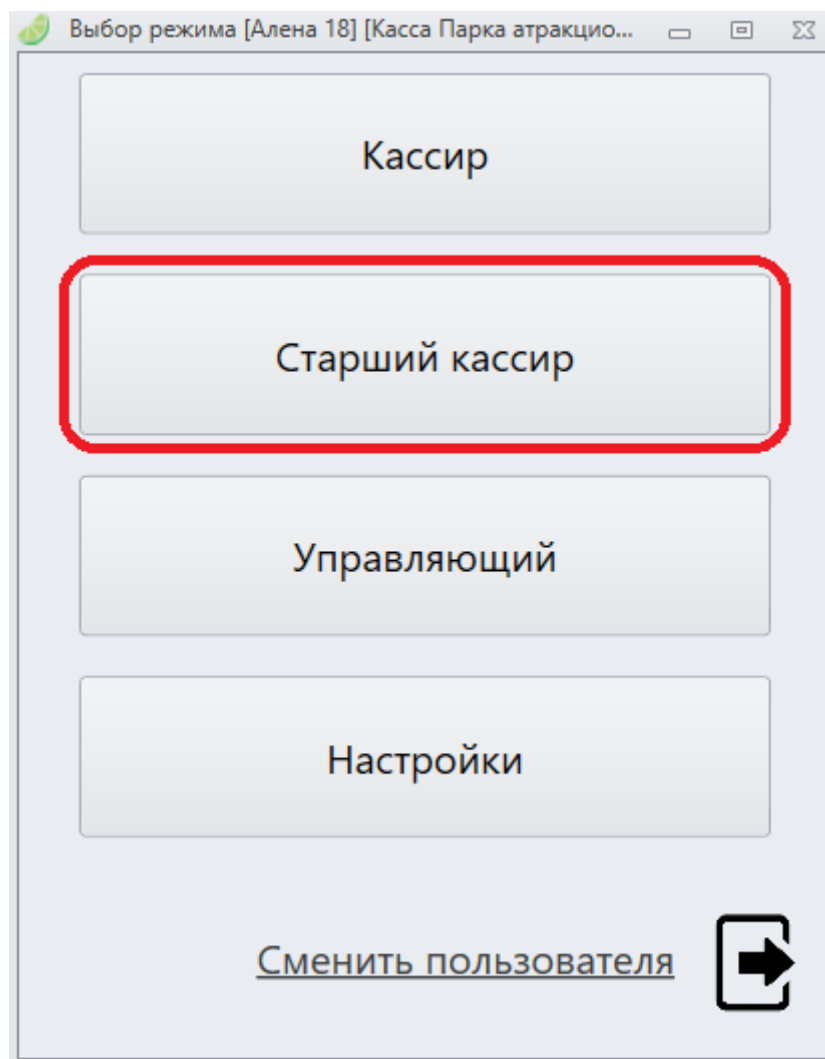 Выбор режима [Алена 18] [Касса Парка атракцио...
Кассир
Старший кассир
Управляющий
Настройки
Сменить пользователя